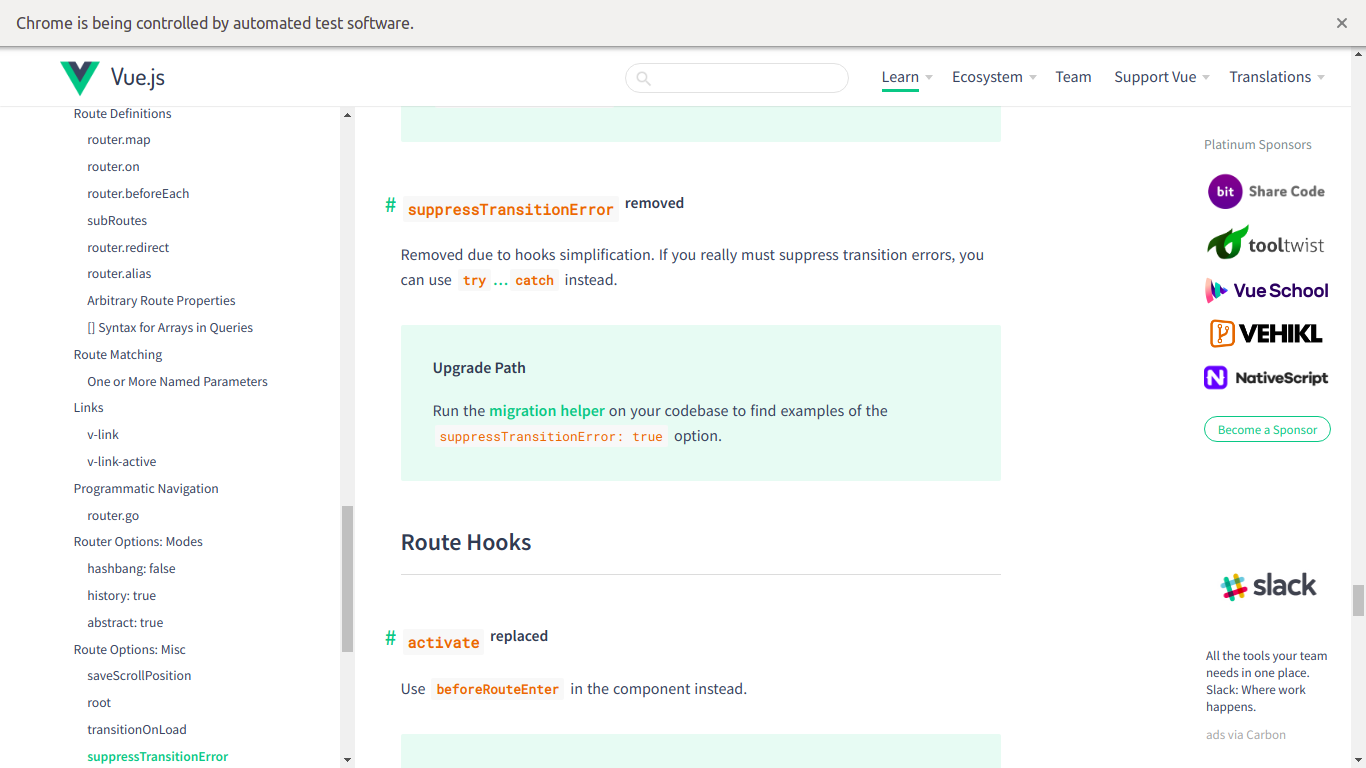 Chrome is being controlled by automated test software.
Vue.js
Learn
Ecosystem
Team
Support Vue
Translations
Route Definitions
router.map
router.on
router.beforeEach
subRoutes
router.redirect
router.alias
Arbitrary Route Properties
[] Syntax for Arrays in Queries
Route Matching
One or More Named Parameters
Links
v-link
v-link-active
Programmatic Navigation
router.go
Router Options: Modes
hashbang: false
history: true
abstract: true
Route Options: Misc
saveScrollPosition
root
transitionOnLoad
suppressTransitionError
# suppressTransitionError removed
Removed due to hooks simplification. If you really must suppress transition errors, you
can use try ... catch instead.
Upgrade Path
Run the migration helper on your codebase to find examples of the
suppressTransitionError: true option.
Route Hooks
# activate replaced
Use beforeRouteEnter in the component instead.
Platinum Sponsors
bit Share Code
tooltwist
Vue School
VEHIKL
N NativeScript
Become a Sponsor
slack
All the tools your team
needs in one place.
Slack: Where work
happens.
ads via Carbon